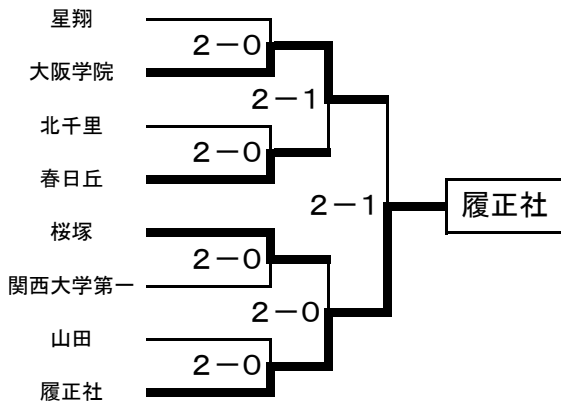 星翔
2－0
大阪学院
2－1
北千里
2－0
春日丘
2－1
履正社
桜塚
2－0
関西大学第一
2－0
山田
2－0
履正社